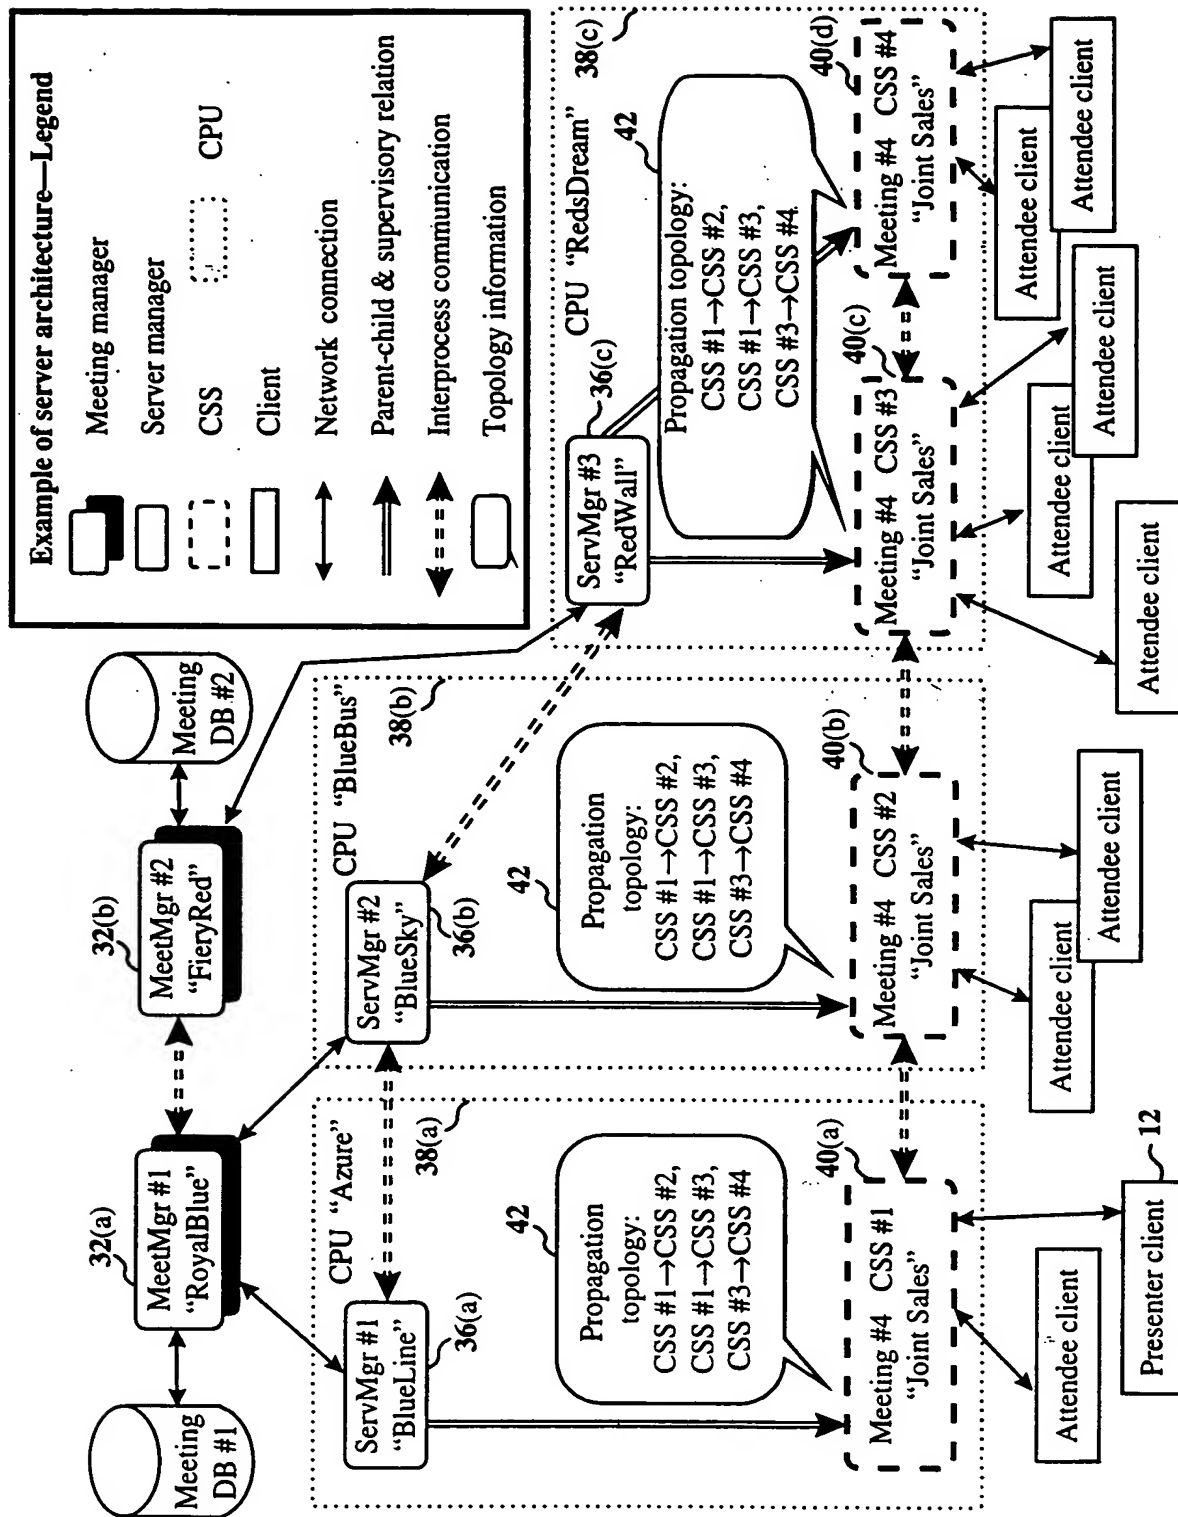 Example of server architecture—Legend
Meeting manager
Server manager
CSS
CPU
Client
Network connection
Parent-child & supervisory relation
Interprocess communication
Topology information
Meeting
DB #1
32(a)
MeetMgr #1
“RoyalBlue”
32(b)
MeetMgr #2
“FieryRed”
Meeting
DB #2
CPU “Azure”
38(a)
ServMgr #1
“BlueLine”
36(a)
42
Propagation
topology:
CSS #1→CSS #2,
CSS #1→CSS #3,
CSS #3→CSS #4
40(a)
Meeting #4 CSS #1
“Joint Sales”
Attendee client
Presenter client
12
CPU “BlueBus”
38(b)
ServMgr #2
“BlueSky”
36(b)
42
Propagation
topology:
CSS #1→CSS #2,
CSS #1→CSS #3,
CSS #3→CSS #4
40(b)
Meeting #4 CSS #2
“Joint Sales”
Attendee client
Attendee client
CPU “RedsDream”
38(c)
ServMgr #3
“RedWall”
36(c)
42
Propagation topology:
CSS #1→CSS #2,
CSS #1→CSS #3,
CSS #3→CSS #4
40(c)
Meeting #4 CSS #3
“Joint Sales”
40(d)
Meeting #4 CSS #4
“Joint Sales”
Attendee client
Attendee client
Attendee client
Attendee client
Attendee client